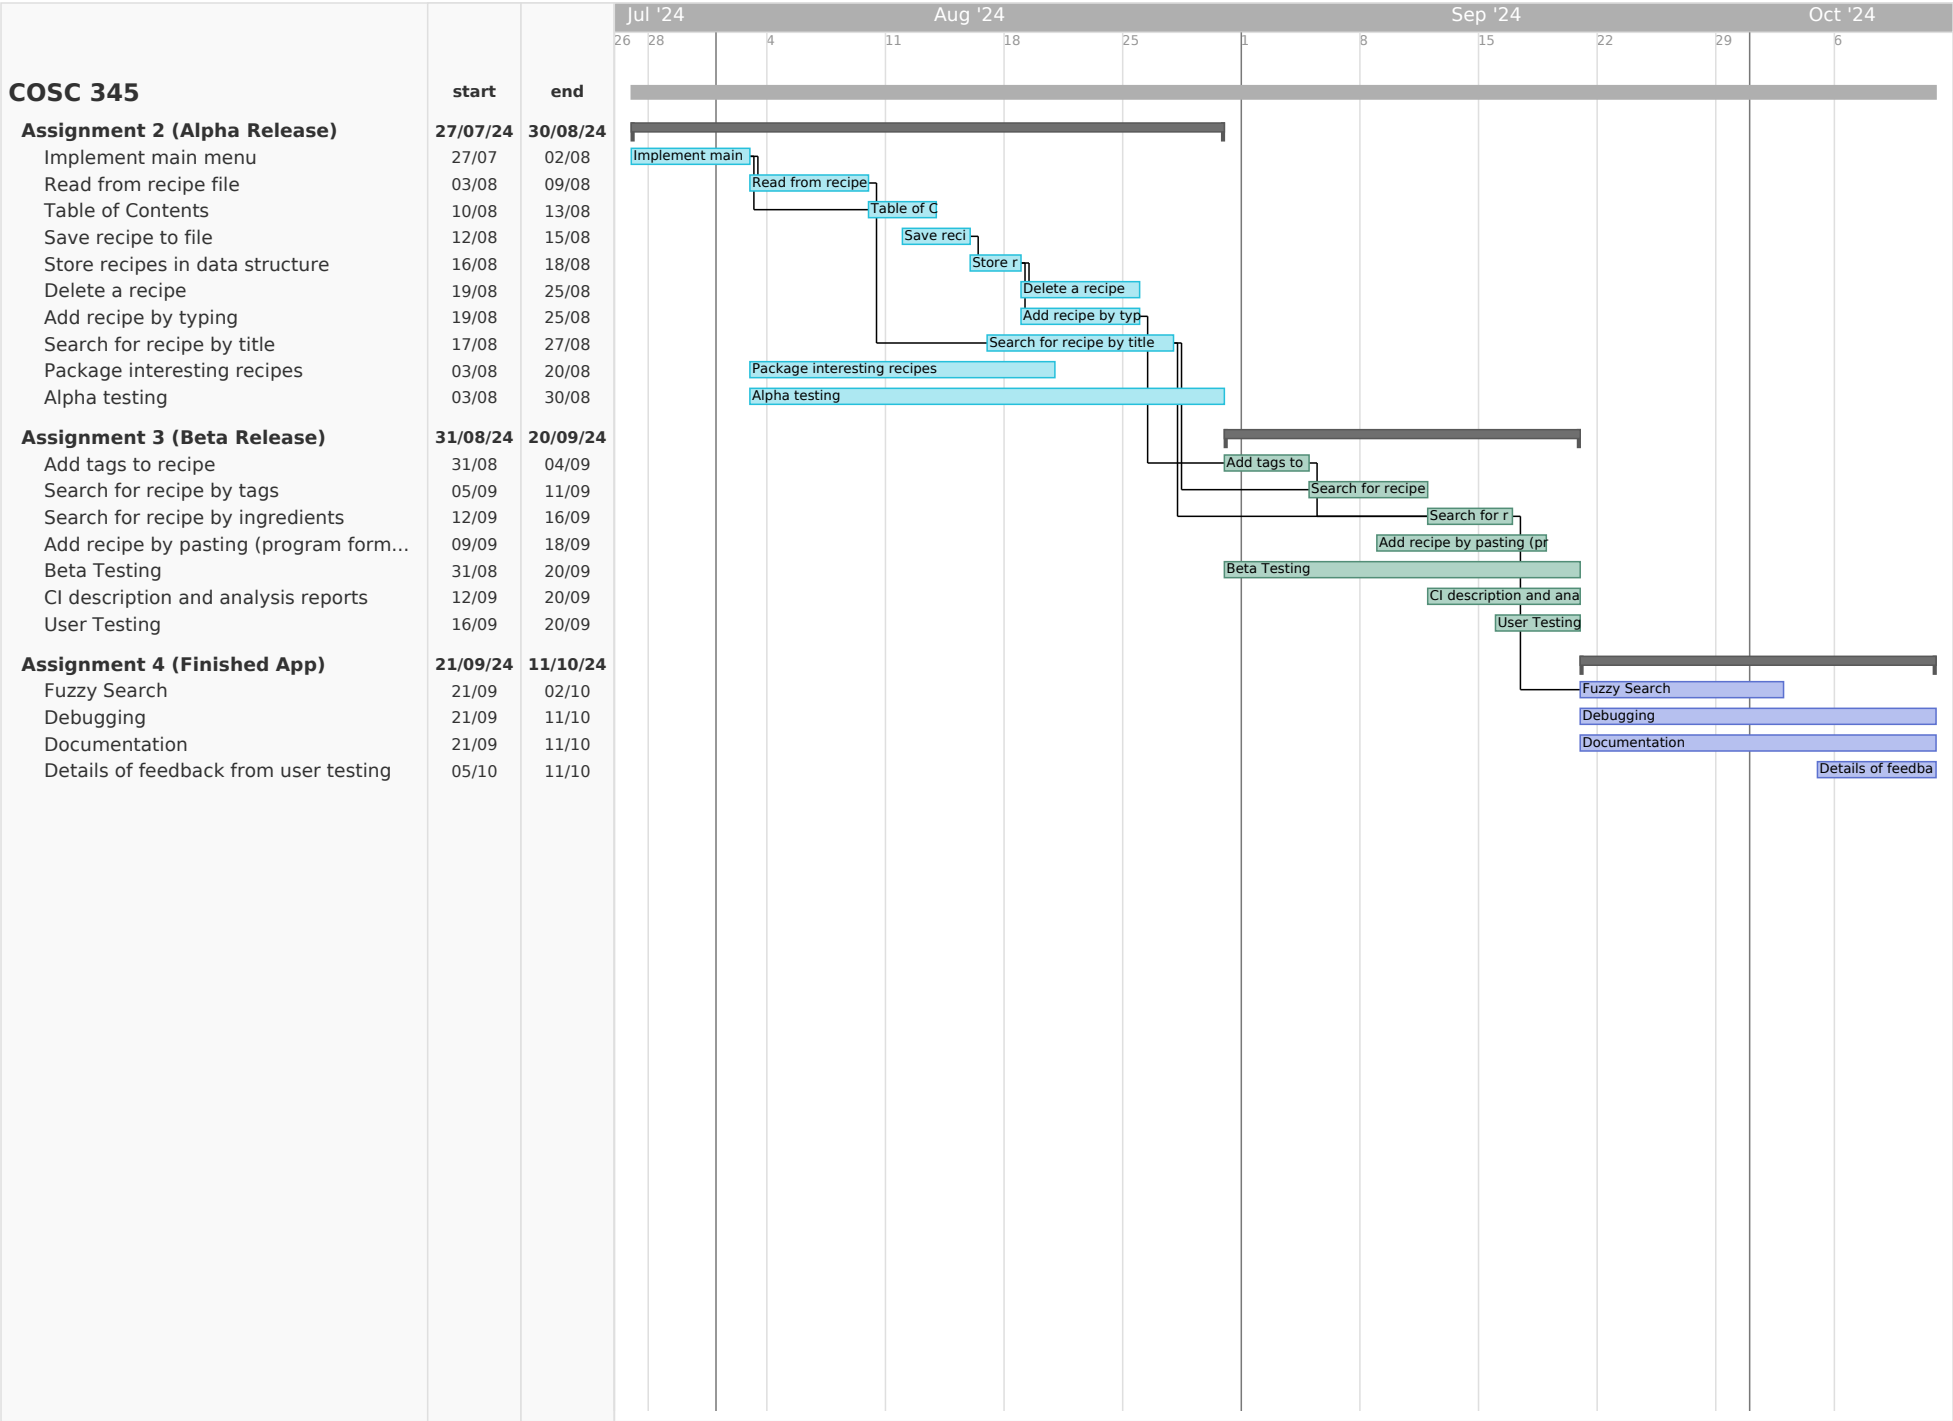 Jul '24 Aug '24 Sep '24 Oct '24
26 28 4 11 18 25 1 8 15 22 29 6
COSC 345 start end
Assignment 2 (Alpha Release) 27/07/24 30/08/24
Implement main menu 27/07 02/08 Implement main
Read from recipe file 03/08 09/08 Read from recipe
Table of Contents 10/08 13/08 Table of C
Save recipe to file 12/08 15/08 Save reci
Store recipes in data structure 16/08 18/08 Store r
Delete a recipe 19/08 25/08 Delete a recipe
Add recipe by typing 19/08 25/08 Add recipe by typ
Search for recipe by title 17/08 27/08 Search for recipe by title
Package interesting recipes 03/08 20/08 Package interesting recipes
Alpha testing 03/08 30/08 Alpha testing
Assignment 3 (Beta Release) 31/08/24 20/09/24
Add tags to recipe 31/08 04/09 Add tags to
Search for recipe by tags 05/09 11/09 Search for recipe
Search for recipe by ingredients 12/09 16/09 Search for r
Add recipe by pasting (program form... 09/09 18/09 Add recipe by pasting (pr
Beta Testing 31/08 20/09 Beta Testing
CI description and analysis reports 12/09 20/09 CI description and ana
User Testing 16/09 20/09 User Testing
Assignment 4 (Finished App) 21/09/24 11/10/24
Fuzzy Search 21/09 02/10 Fuzzy Search
Debugging 21/09 11/10 Debugging
Documentation 21/09 11/10 Documentation
Details of feedback from user testing 05/10 11/10 Details of feedba